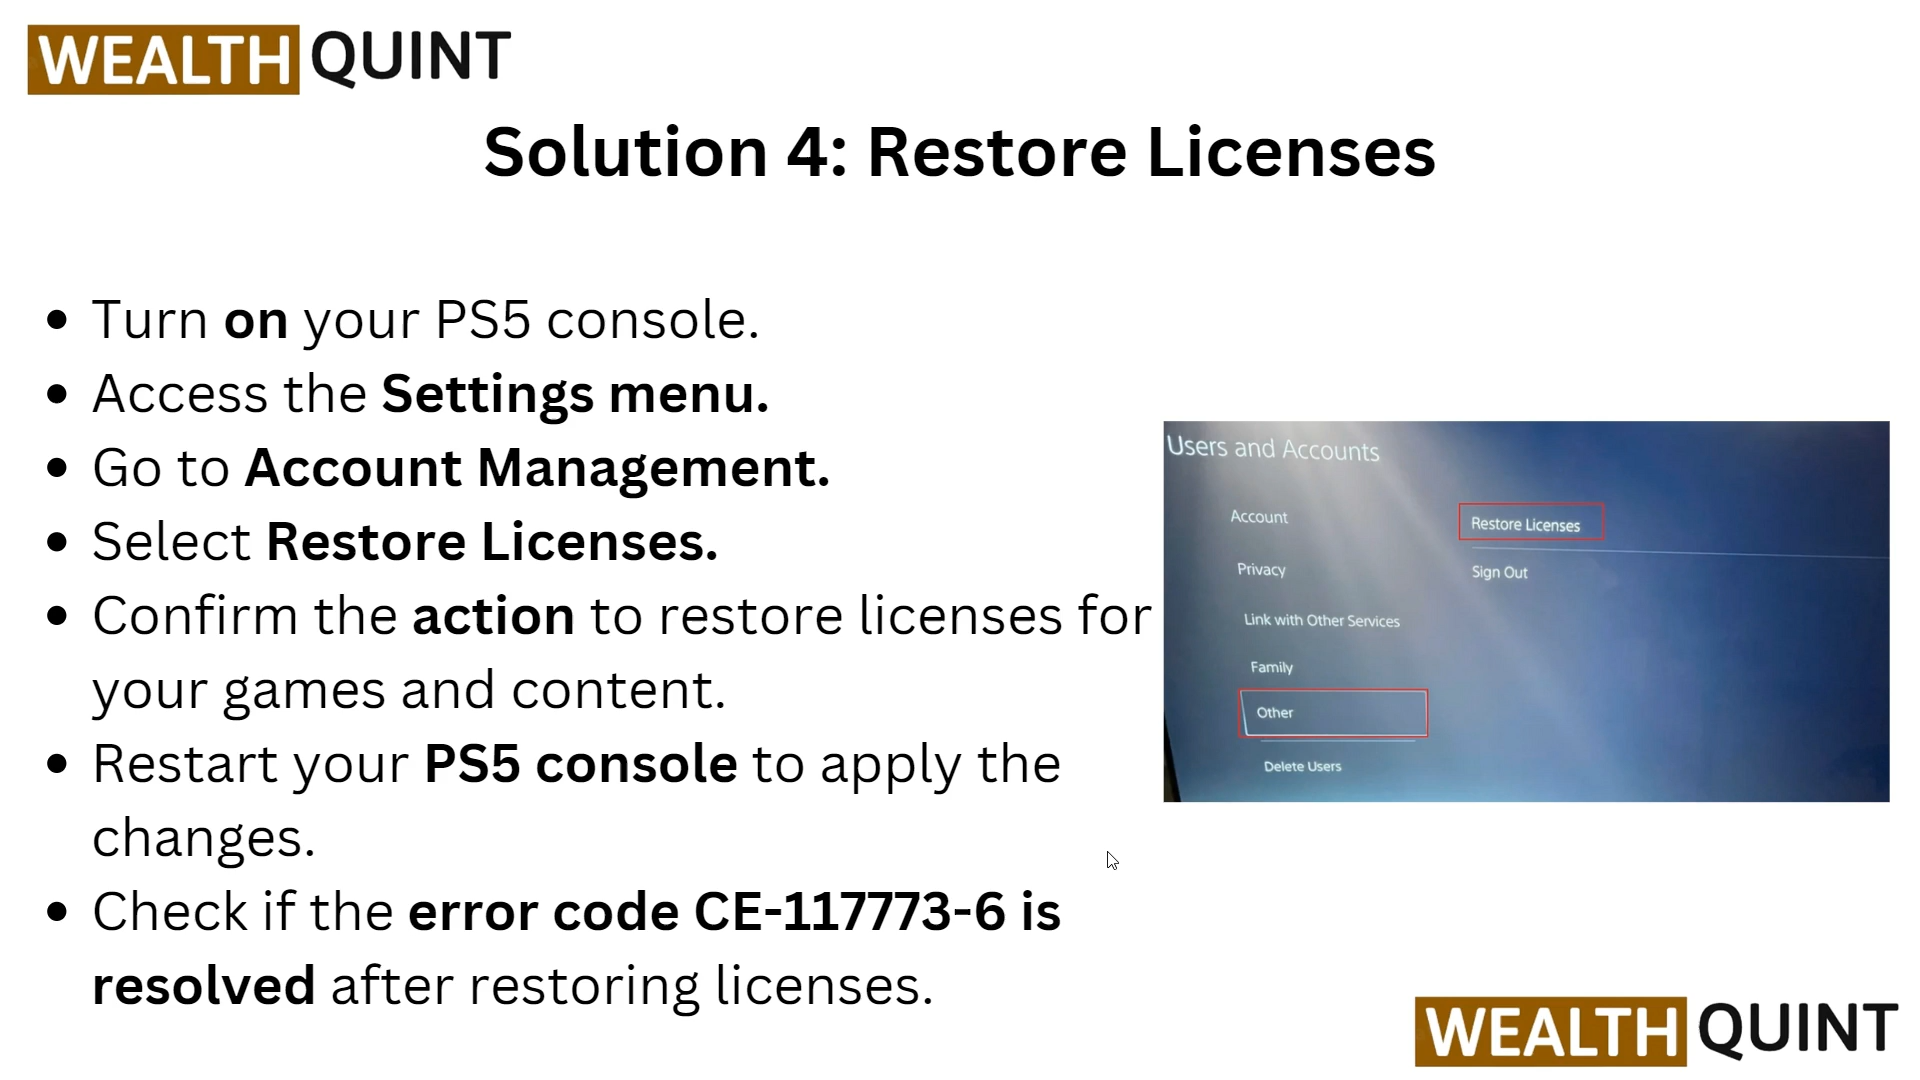 WEALTH QUINT
Solution 4: Restore Licenses
• Turn on your PS5 console.
• Access the Settings menu.
• Go to Account Management.
• Select Restore Licenses.
• Confirm the action to restore licenses for
your games and content.
• Restart your PS5 console to apply the
changes.
• Check if the error code CE-117773-6 is
resolved after restoring licenses.
Users and Accounts
Account
Privacy
Link with Other Services
Family
Other
Delete Users
Restore Licenses
Sign Out
WEALTH QUINT